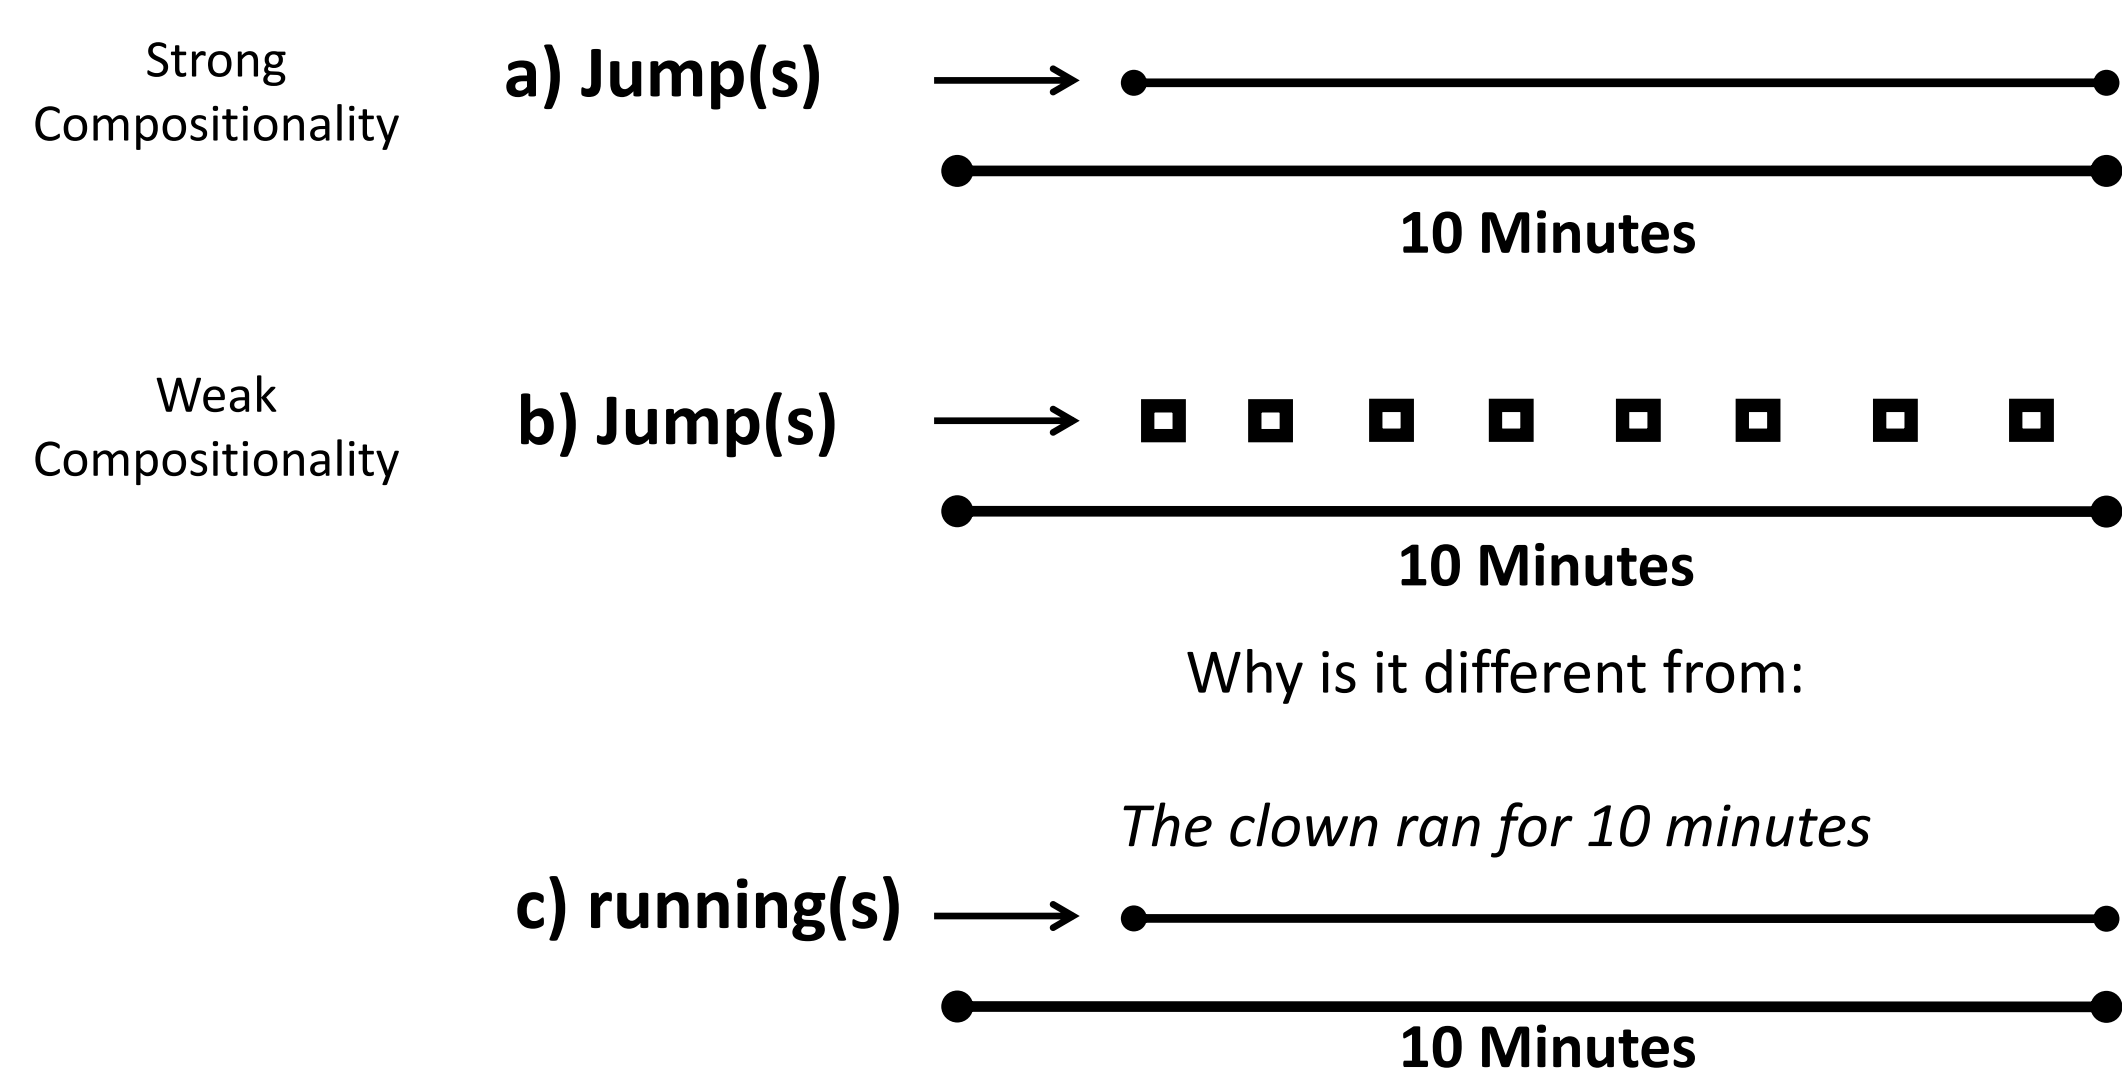 Strong
Compositionality
a) Jump(s)
10 Minutes
Weak
Compositionality
b) Jump(s)
10 Minutes
Why is it different from:
The clown ran for 10 minutes
c) running(s)
10 Minutes